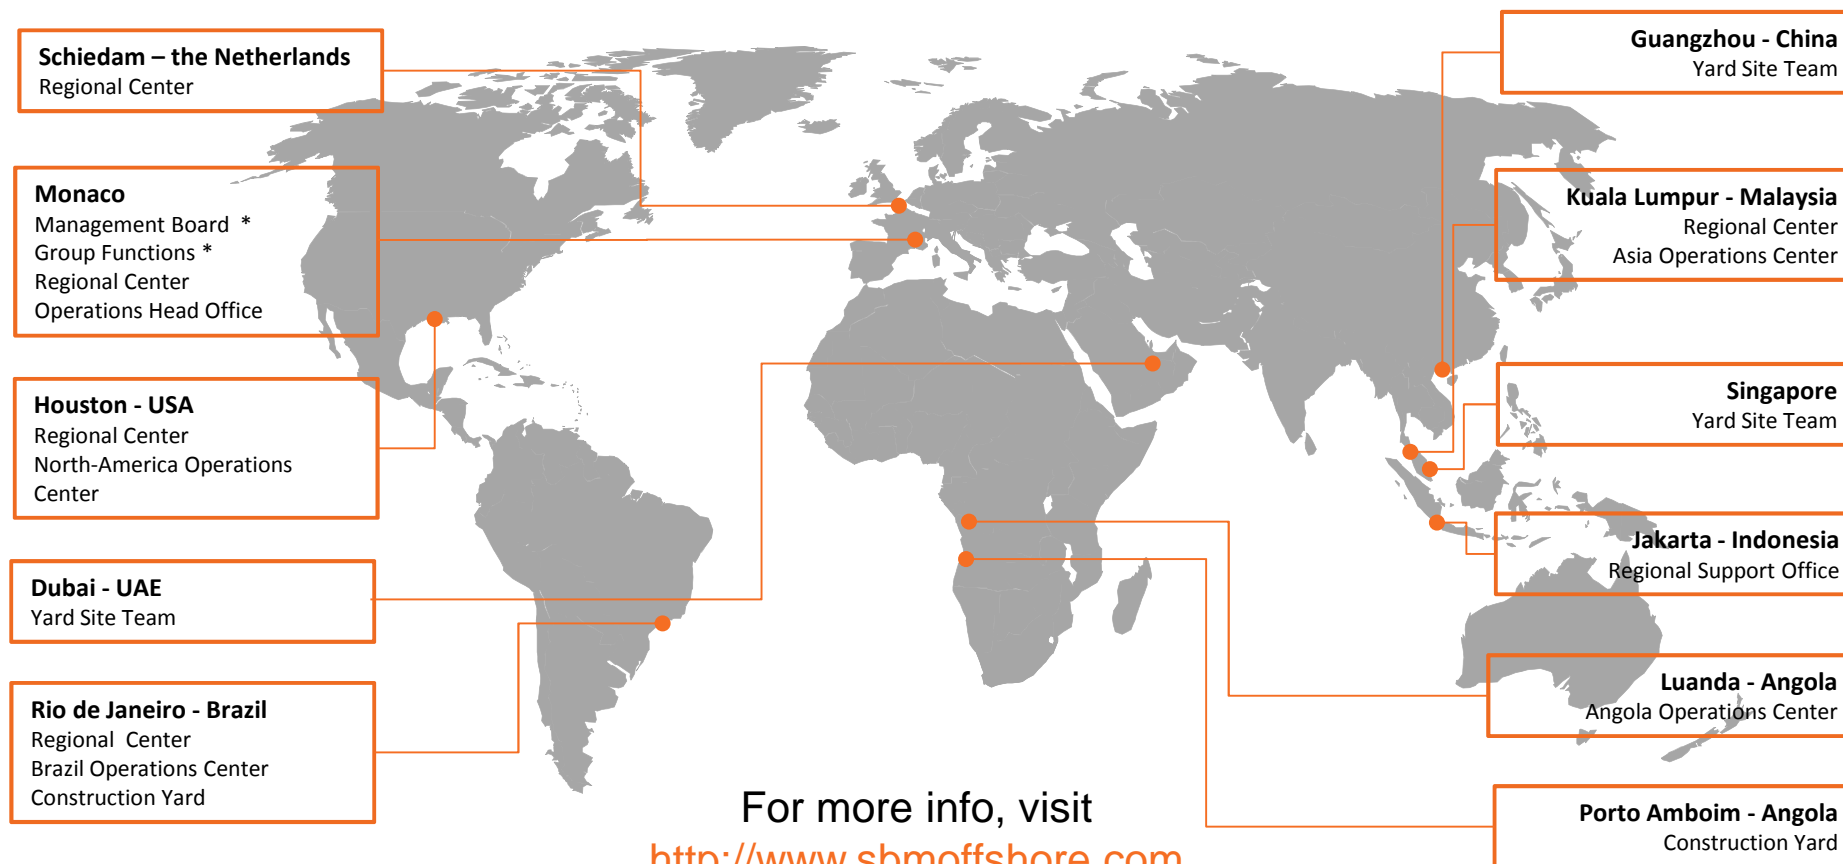 Schiedam – the Netherlands
Regional Center
Monaco
Management Board  *
Group Functions *
Regional Center
Operations Head Office
Houston - USA
Regional Center
North-America Operations
Center
Dubai - UAE
Yard Site Team
Rio de Janeiro - Brazil
Regional  Center
Brazil Operations Center
Construction Yard
Guangzhou - China
Yard Site Team
Kuala Lumpur - Malaysia
Regional Center
Asia Operations Center
Singapore
Yard Site Team
Jakarta - Indonesia
Regional Support Office
Luanda - Angola
Angola Operations Center
Porto Amboim - Angola
Construction Yard
For more info, visit
http://www.sbmoffshore.com